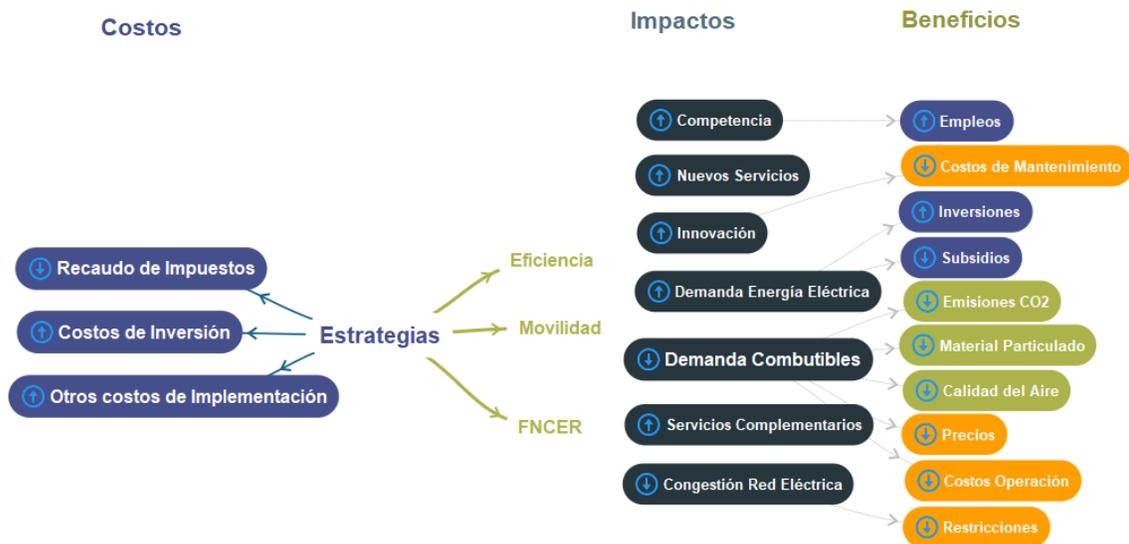 Costos
Impactos
Beneficios
Recaudo de Impuestos
Costos de Inversión
Otros costos de Implementación
Estrategias
Eficiencia
Movilidad
FNCER
Competencia
Nuevos Servicios
Innovación
Demanda Energía Eléctrica
Demanda Combutibles
Servicios Complementarios
Congestión Red Eléctrica
Empleos
Costos de Mantenimiento
Inversiones
Subsidios
Emisiones CO2
Material Particulado
Calidad del Aire
Precios
Costos Operación
Restricciones